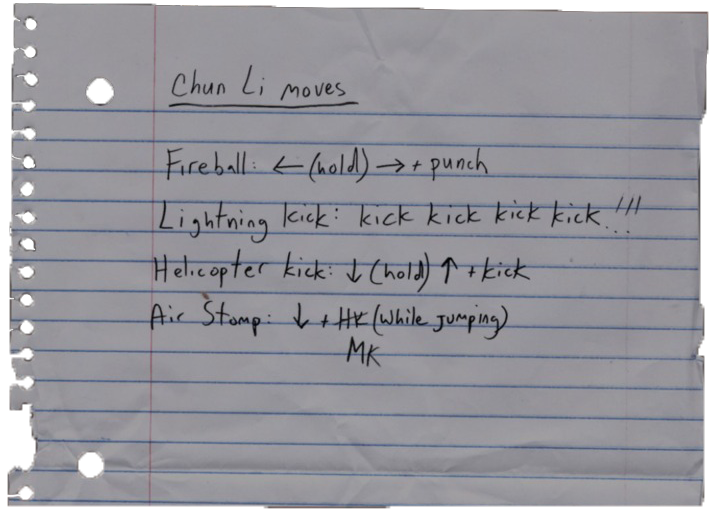 Chun Li moves
Fireball: ← (hold) → + punch
Lightning kick: kick kick kick kick...!!!
Helicopter kick: ↓ (hold) ↑ + kick
Air Stomp: ↓ + HK (while jumping)
MK